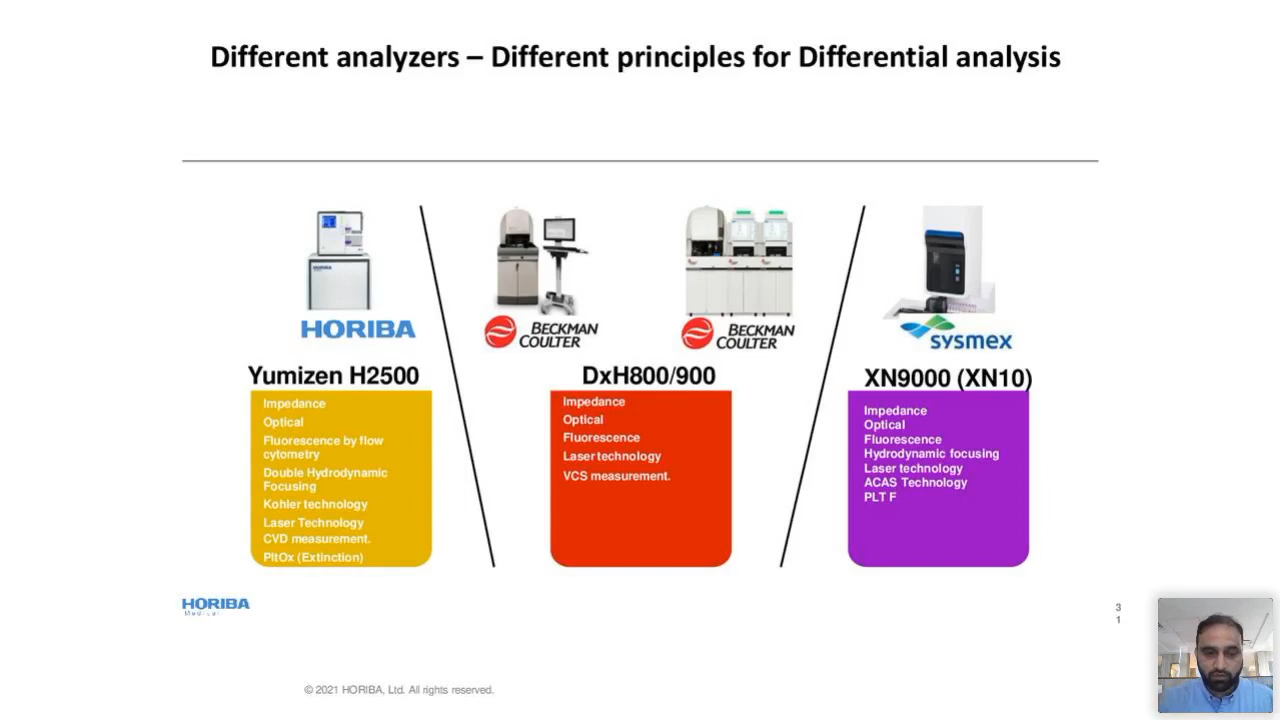 Different analyzers – Different principles for Differential analysis
HORIBA
BECKMAN
COULTER
BECKMAN
COULTER
sysmex
Yumizen H2500
Impedance
Optical
Fluorescence by flow
cytometry
Double Hydrodynamic
Focusing
Kohler technology
Laser Technology
CVD measurement.
PltOx (Extinction)
DxH800/900
Impedance
Optical
Fluorescence
Laser technology
VCS measurement.
XN9000 (XN10)
Impedance
Optical
Fluorescence
Hydrodynamic focusing
Laser technology
ACAS Technology
PLT F
HORIBA
Medical
3
1
© 2021 HORIBA, Ltd. All rights reserved.